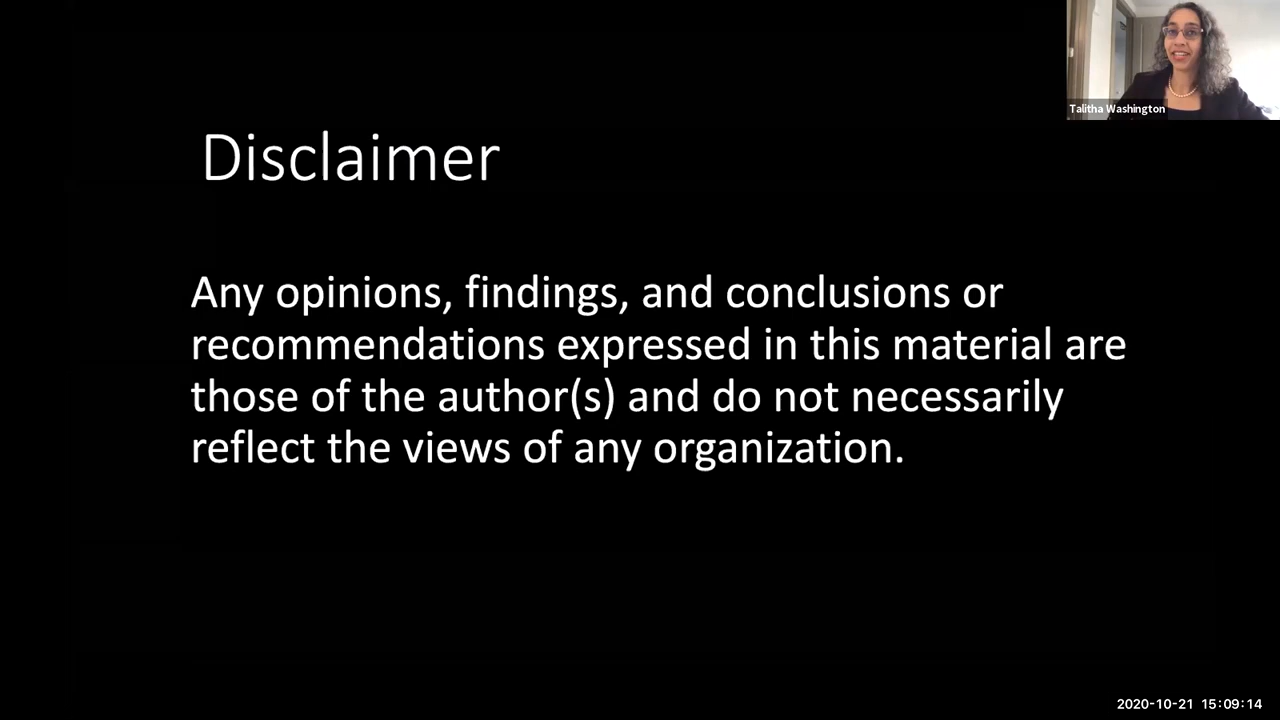 Talitha Washington
Disclaimer
Any opinions, findings, and conclusions or
recommendations expressed in this material are
those of the author(s) and do not necessarily
reflect the views of any organization.
2020-10-21 15:09:14